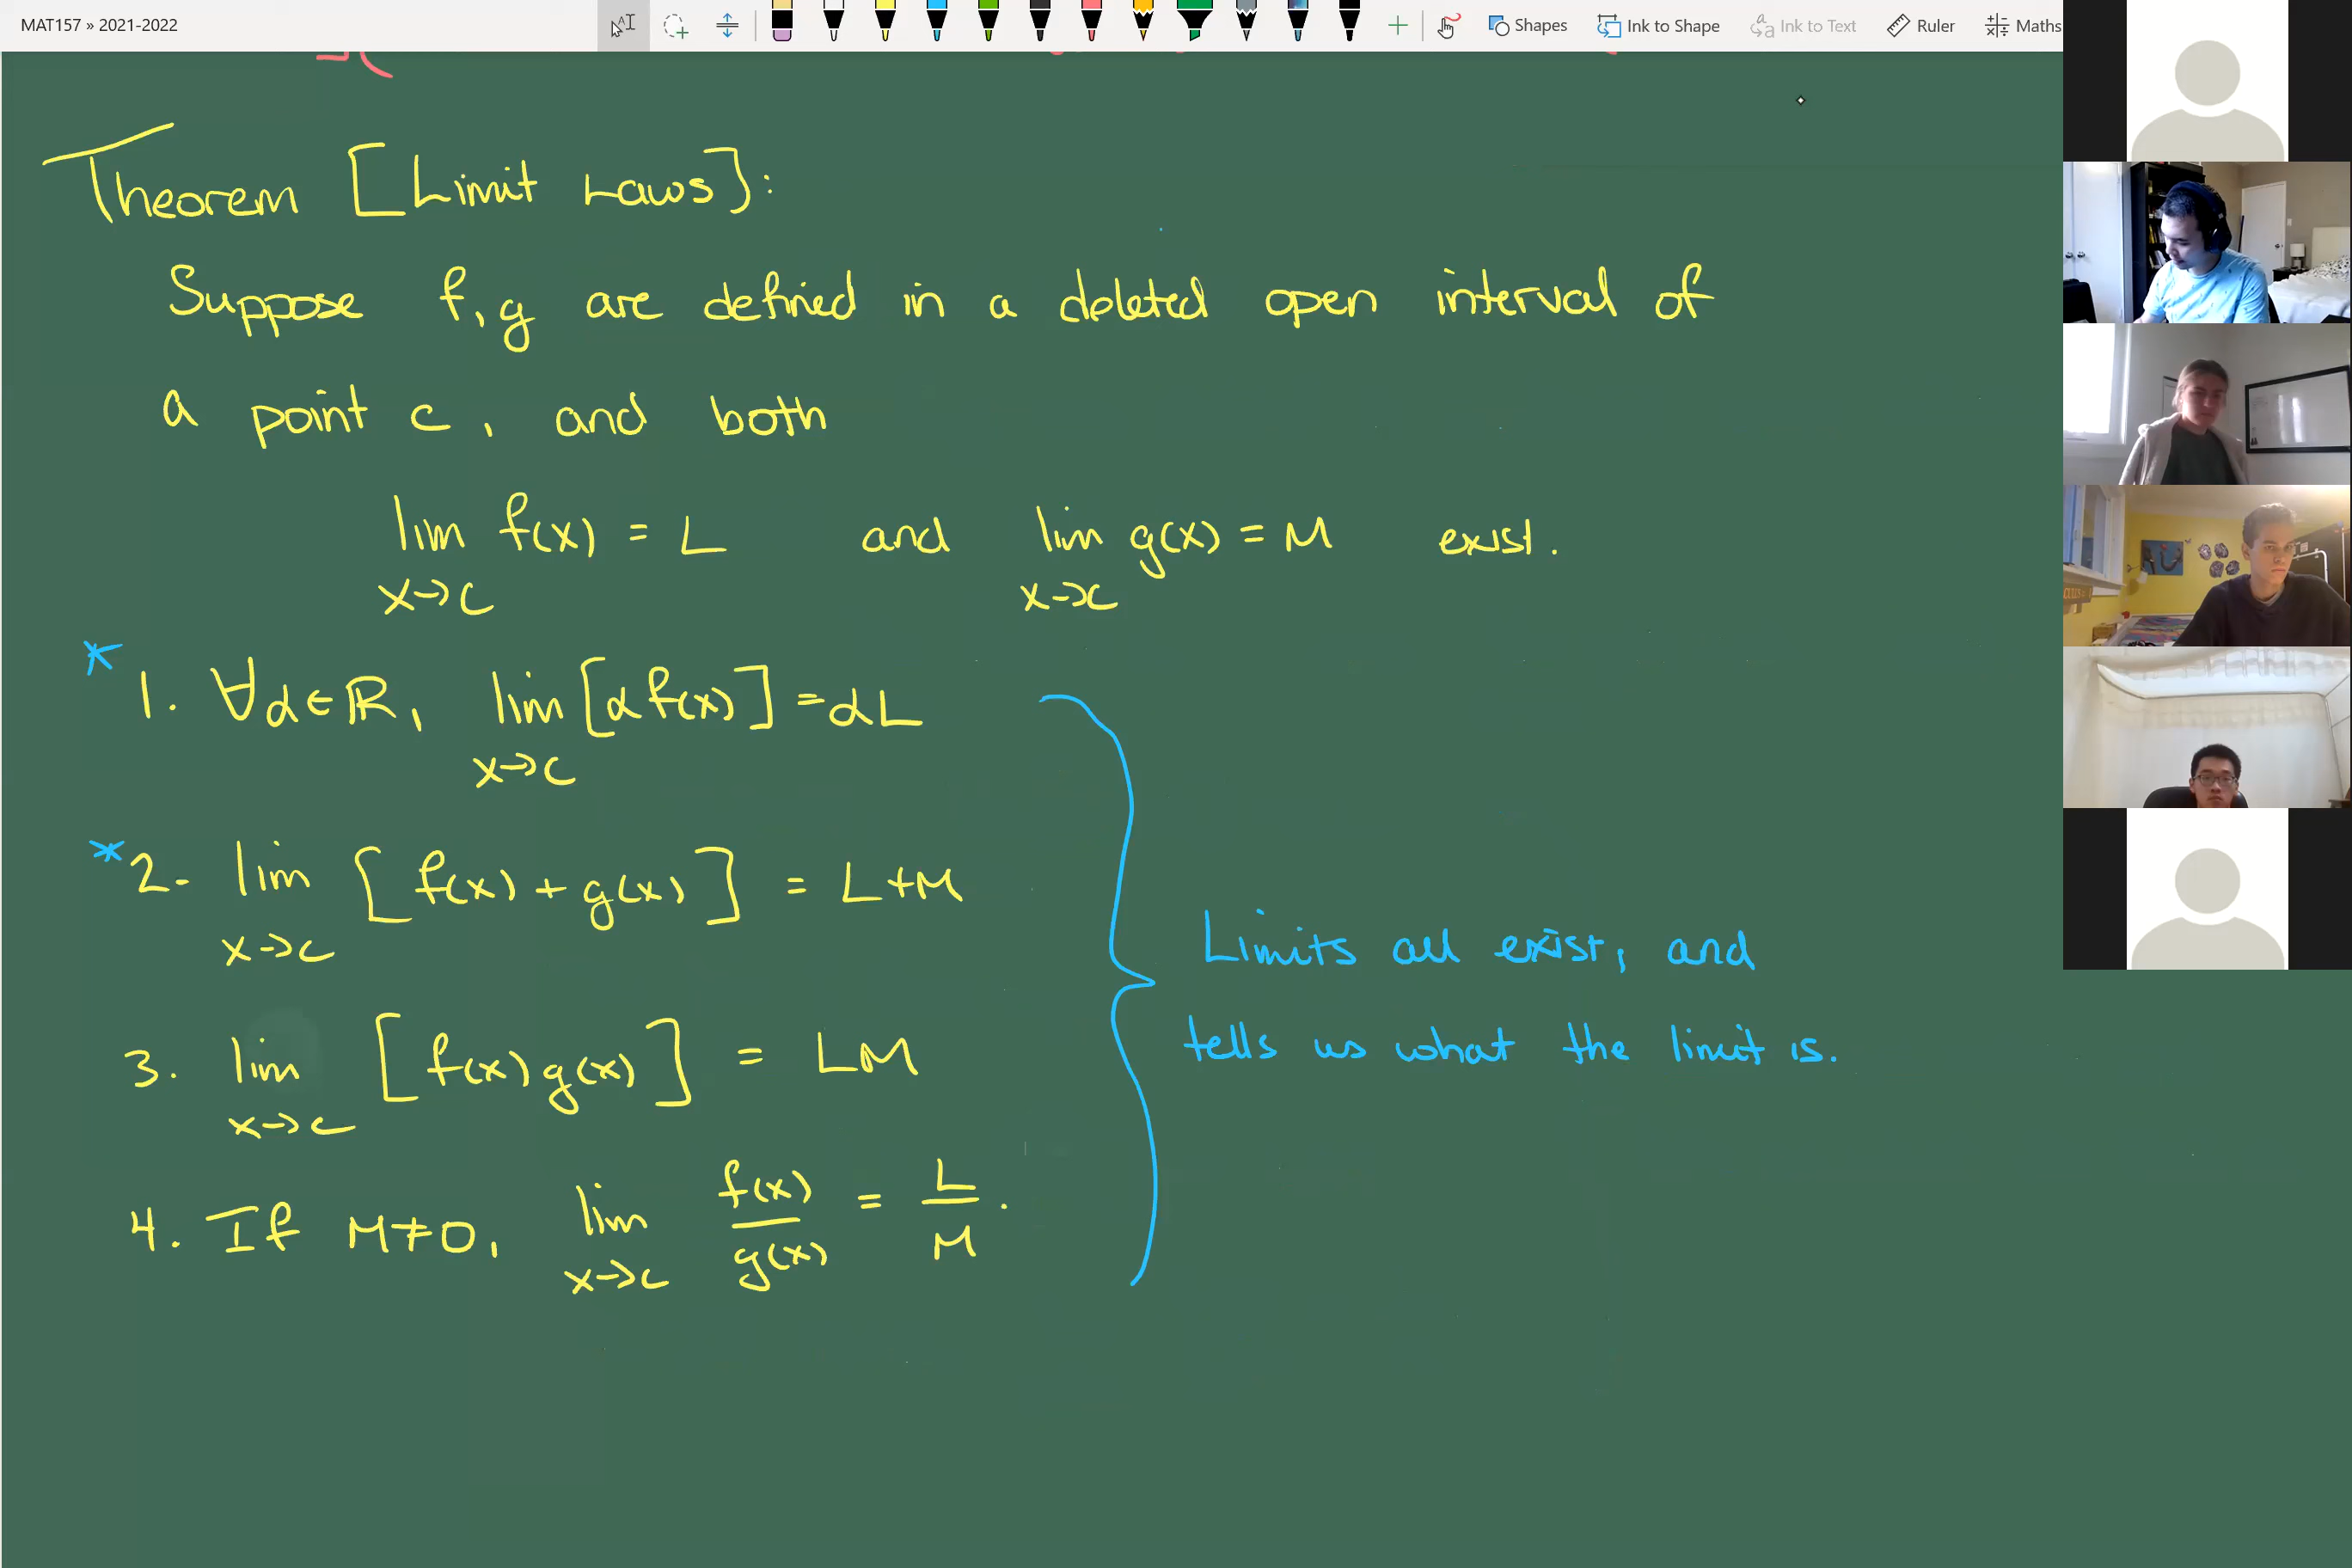 MAT157 » 2021-2022
Shapes Ink to Shape Ink to Text Ruler Maths
Theorem [Limit Laws]:
Suppose f, g are defined in a deleted open interval of
a point c, and both
lim f(x) = L and lim g(x) = M exist.
x→c x→c
* 1. ∀α∈ℝ, lim [αf(x)] = αL
x→c
* 2. lim [f(x) + g(x)] = L+M
x→c
3. lim [f(x)g(x)] = LM
x→c
4. If M≠0, lim f(x)/g(x) = L/M.
x→c
Limits all exist, and
tells us what the limit is.